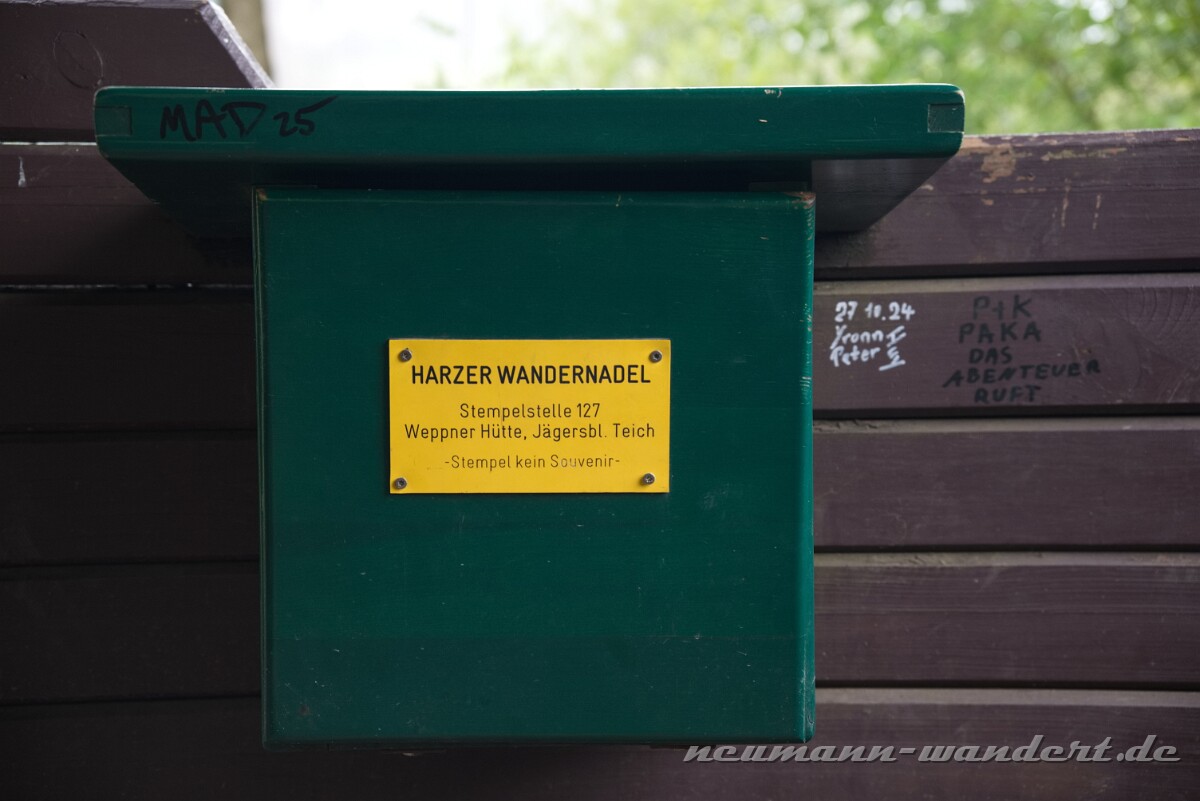 MAD 25
HARZER WANDERNADEL
Stempelstelle 127
Weppner Hütte, Jägersbl. Teich
-Stempel kein Souvenir-
27 10.24
Peter
P+K
PAKA
DAS
ABENTEUER
RUFT
neumann-wandert.de